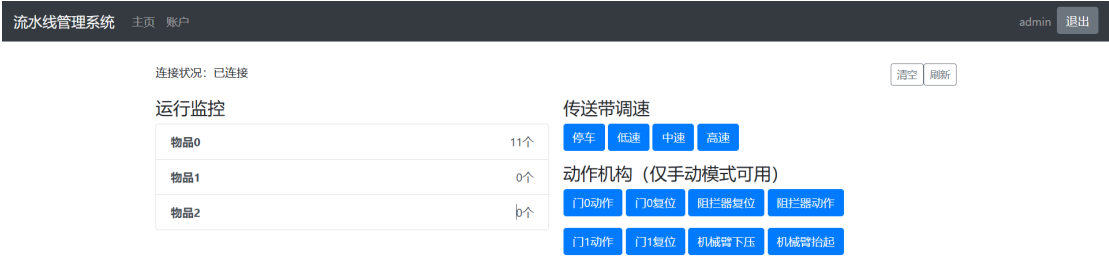 流水线管理系统 主页 账户 admin 退出
连接状况：已连接 清空 刷新
运行监控
物品0 11个
物品1 0个
物品2 0个
传送带调速
停车 低速 中速 高速
动作机构（仅手动模式可用）
门0动作 门0复位 阻拦器复位 阻拦器动作
门1动作 门1复位 机械臂下压 机械臂抬起